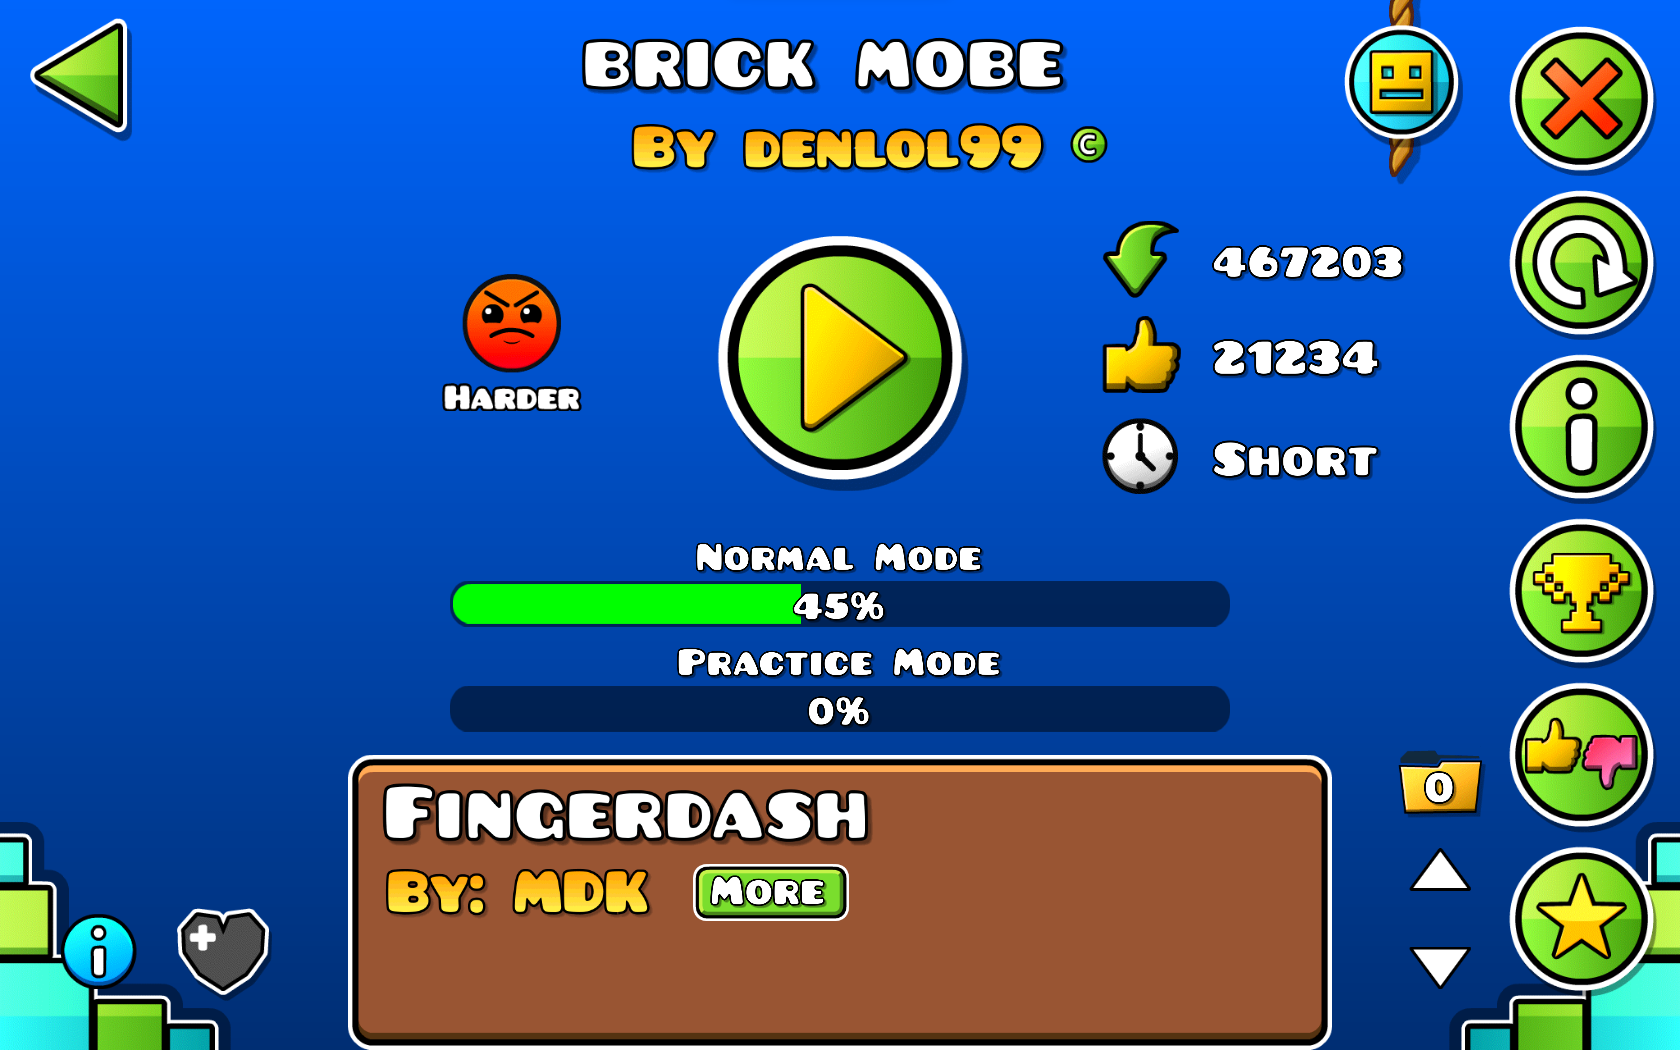 BRICK MOBE
By DENLOL99 C
467203
21234
Short
Harder
Normal Mode
45%
Practice Mode
0%
Fingerdash
By: MDK More
0